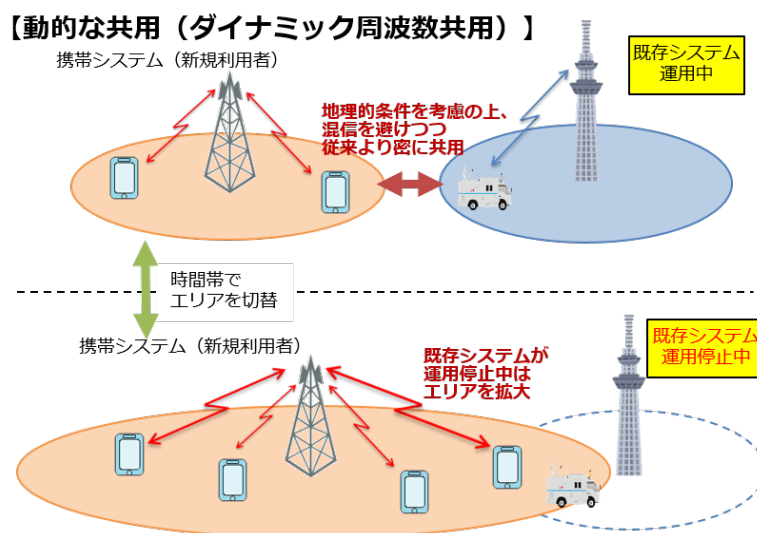 【動的な共用（ダイナミック周波数共用）】
携帯システム（新規利用者）
既存システム
運用中
地理的条件を考慮の上、
混信を避けつつ
従来より密に共用
時間帯で
エリアを切替
携帯システム（新規利用者）
既存システムが
運用停止中は
エリアを拡大
既存システム
運用停止中